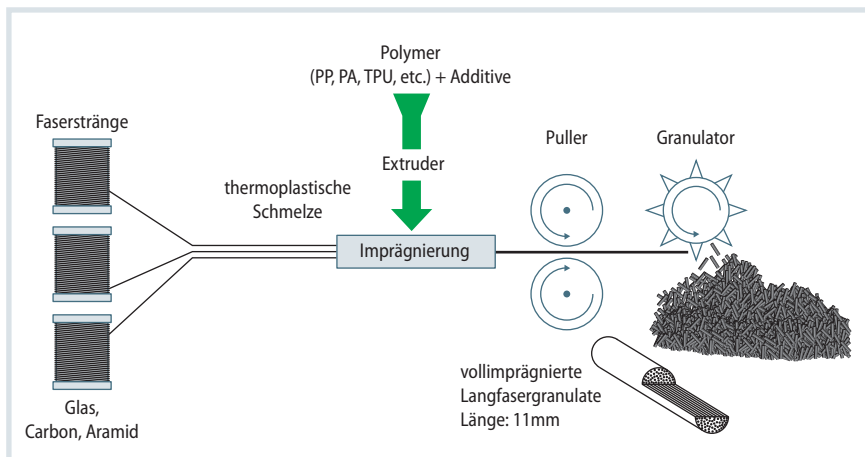 Polymer
(PP, PA, TPU, etc.) + Additive
Faserstränge
Puller
Granulator
Extruder
thermoplastische
Schmelze
Imprägnierung
vollimprägnierte
Langfasergranulate
Länge: 11mm
Glas,
Carbon, Aramid